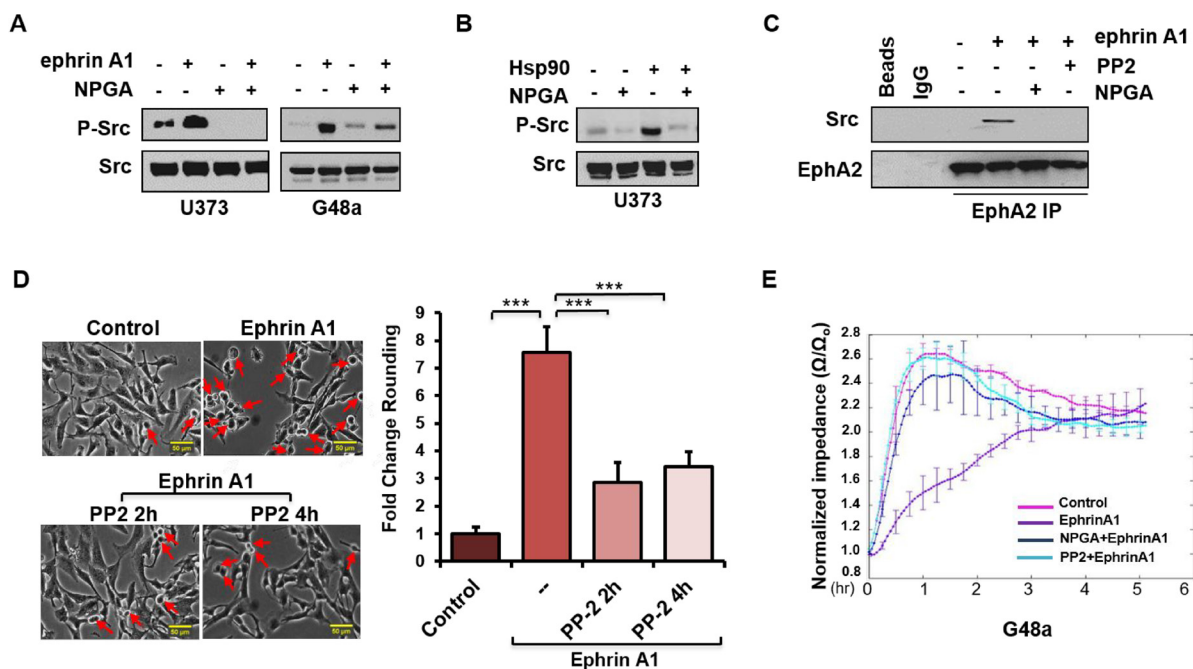 A
ephrin A1 - + - +
NPGA - - + +
P-Src
Src
U373
- + - +
- - + +
G48a
B
Hsp90 - - + +
NPGA - + - +
P-Src
Src
U373
C
Beads
IgG
- + + + ephrin A1
- - - + PP2
- - + - NPGA
Src
EphA2
EphA2 IP
D
Control
Ephrin A1
50 μm
50 μm
Ephrin A1
PP2 2h
PP2 4h
50 μm
50 μm
Fold Change Rounding
9
8
7
6
5
4
3
2
1
0
***
***
***
Control
--
PP-2 2h
PP-2 4h
Ephrin A1
E
Normalized impedance (Ω/Ωo)
2.8
2.6
2.4
2.2
2.0
1.8
1.6
1.4
1.2
1.0
0.8
(hr) 0 1 2 3 4 5 6
Control
EphrinA1
NPGA+EphrinA1
PP2+EphrinA1
G48a